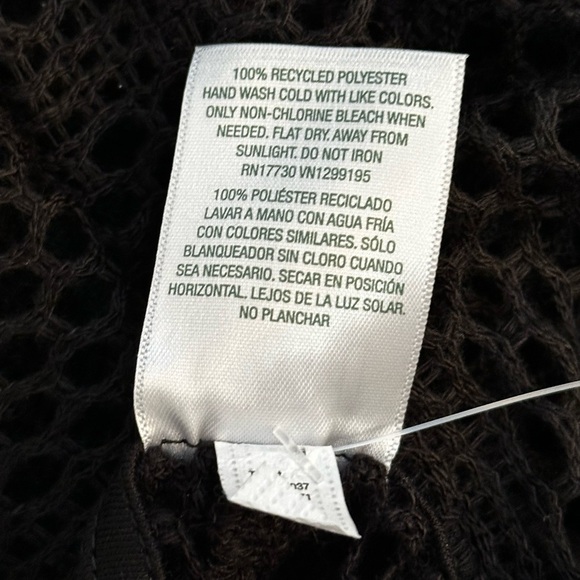 100% RECYCLED POLYESTER
HAND WASH COLD WITH LIKE COLORS.
ONLY NON-CHLORINE BLEACH WHEN
NEEDED. FLAT DRY. AWAY FROM
SUNLIGHT. DO NOT IRON
RN17730 VN1299195
100% POLIÉSTER RECICLADO
LAVAR A MANO CON AGUA FRÍA
CON COLORES SIMILARES. SÓLO
BLANQUEADOR SIN CLORO CUANDO
SEA NECESARIO. SECAR EN POSICIÓN
HORIZONTAL. LEJOS DE LA LUZ SOLAR.
NO PLANCHAR